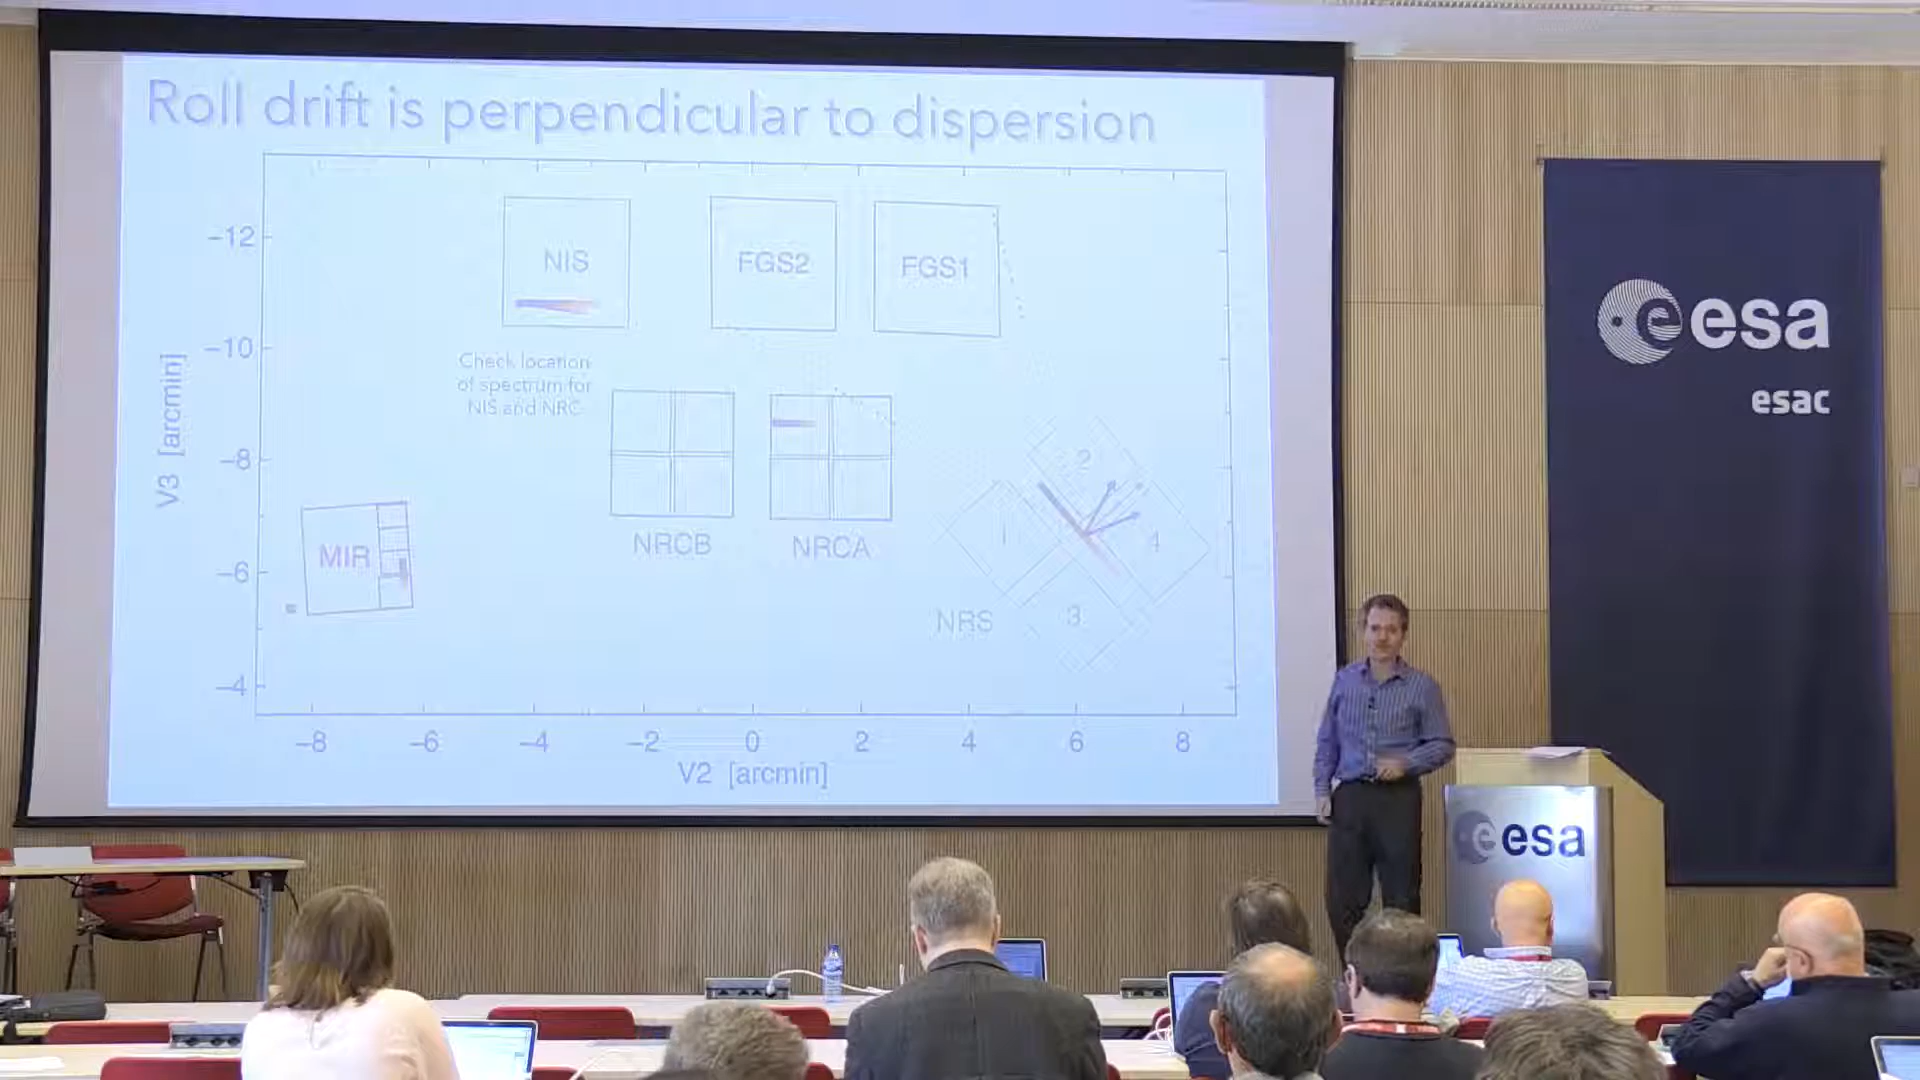 Roll drift is perpendicular to dispersion
−12
−10
−8
−6
−4
V3 [arcmin]
NIS
FGS2
FGS1
Check location
of spectrum for
NIS and NRC
NRCB
NRCA
MIR
NRS
1
2
3
4
−8 −6 −4 −2 0 2 4 6 8
V2 [arcmin]
esa
esac
esa